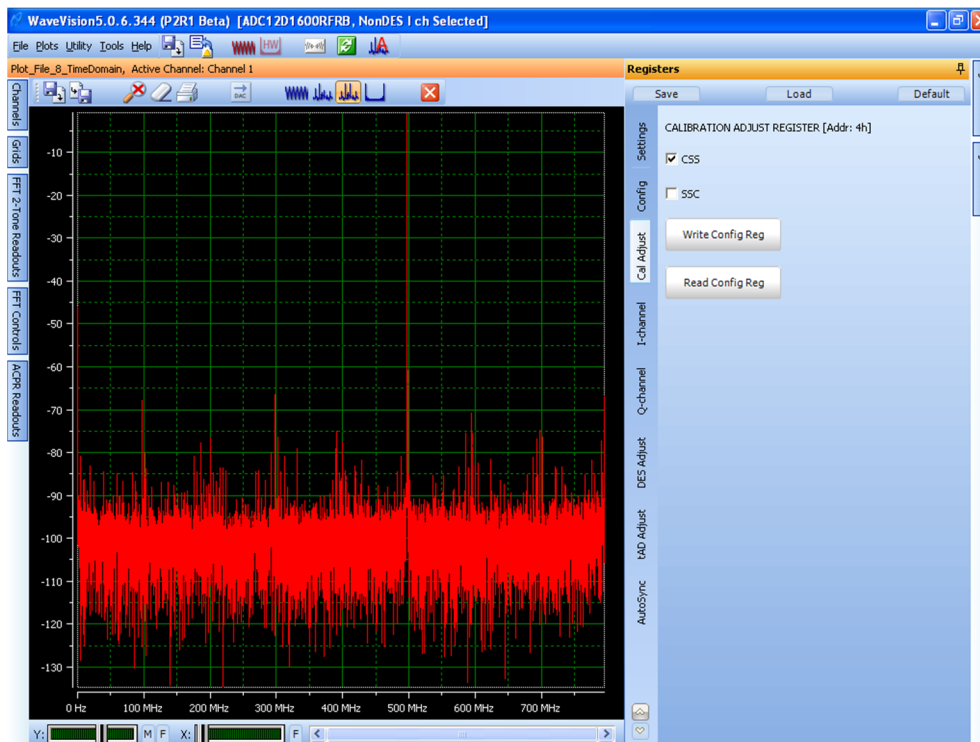 WaveVision5.0.6.344 (P2R1 Beta) [ADC12D1600RFRB, NonDES I ch Selected]
File Plots Utility Tools Help
HW
Plot_File_8_TimeDomain, Active Channel: Channel 1
Registers
DAC
Save Load Default
Channels
Grids
FFT 2-Tone Readouts
FFT Controls
ACPR Readouts
-10
-20
-30
-40
-50
-60
-70
-80
-90
-100
-110
-120
-130
0 Hz 100 MHz 200 MHz 300 MHz 400 MHz 500 MHz 600 MHz 700 MHz
Y: M F X: F
Settings
Config
Cal Adjust
I-channel
Q-channel
DES Adjust
tAD Adjust
AutoSync
CALIBRATION ADJUST REGISTER [Addr: 4h]
CSS
SSC
Write Config Reg
Read Config Reg